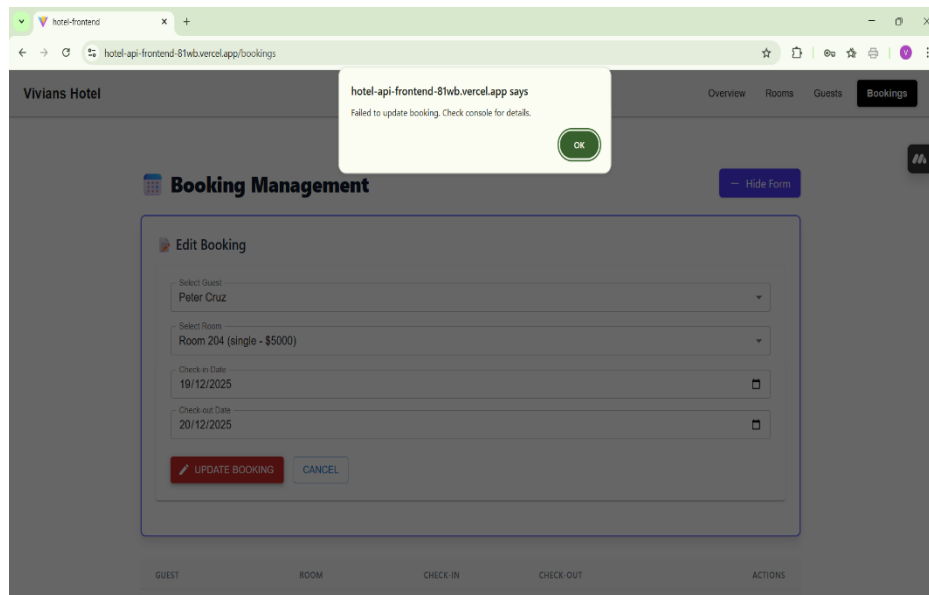 hotel-frontend
hotel-api-frontend-81wb.vercel.app/bookings
V
Vivians Hotel
Overview
Rooms
Guests
Bookings
hotel-api-frontend-81wb.vercel.app says
Failed to update booking. Check console for details.
OK
Booking Management
Hide Form
Edit Booking
Select Guest
Peter Cruz
Select Room
Room 204 (single - $5000)
Check-in Date
19/12/2025
Check-out Date
20/12/2025
UPDATE BOOKING
CANCEL
GUEST
ROOM
CHECK-IN
CHECK-OUT
ACTIONS